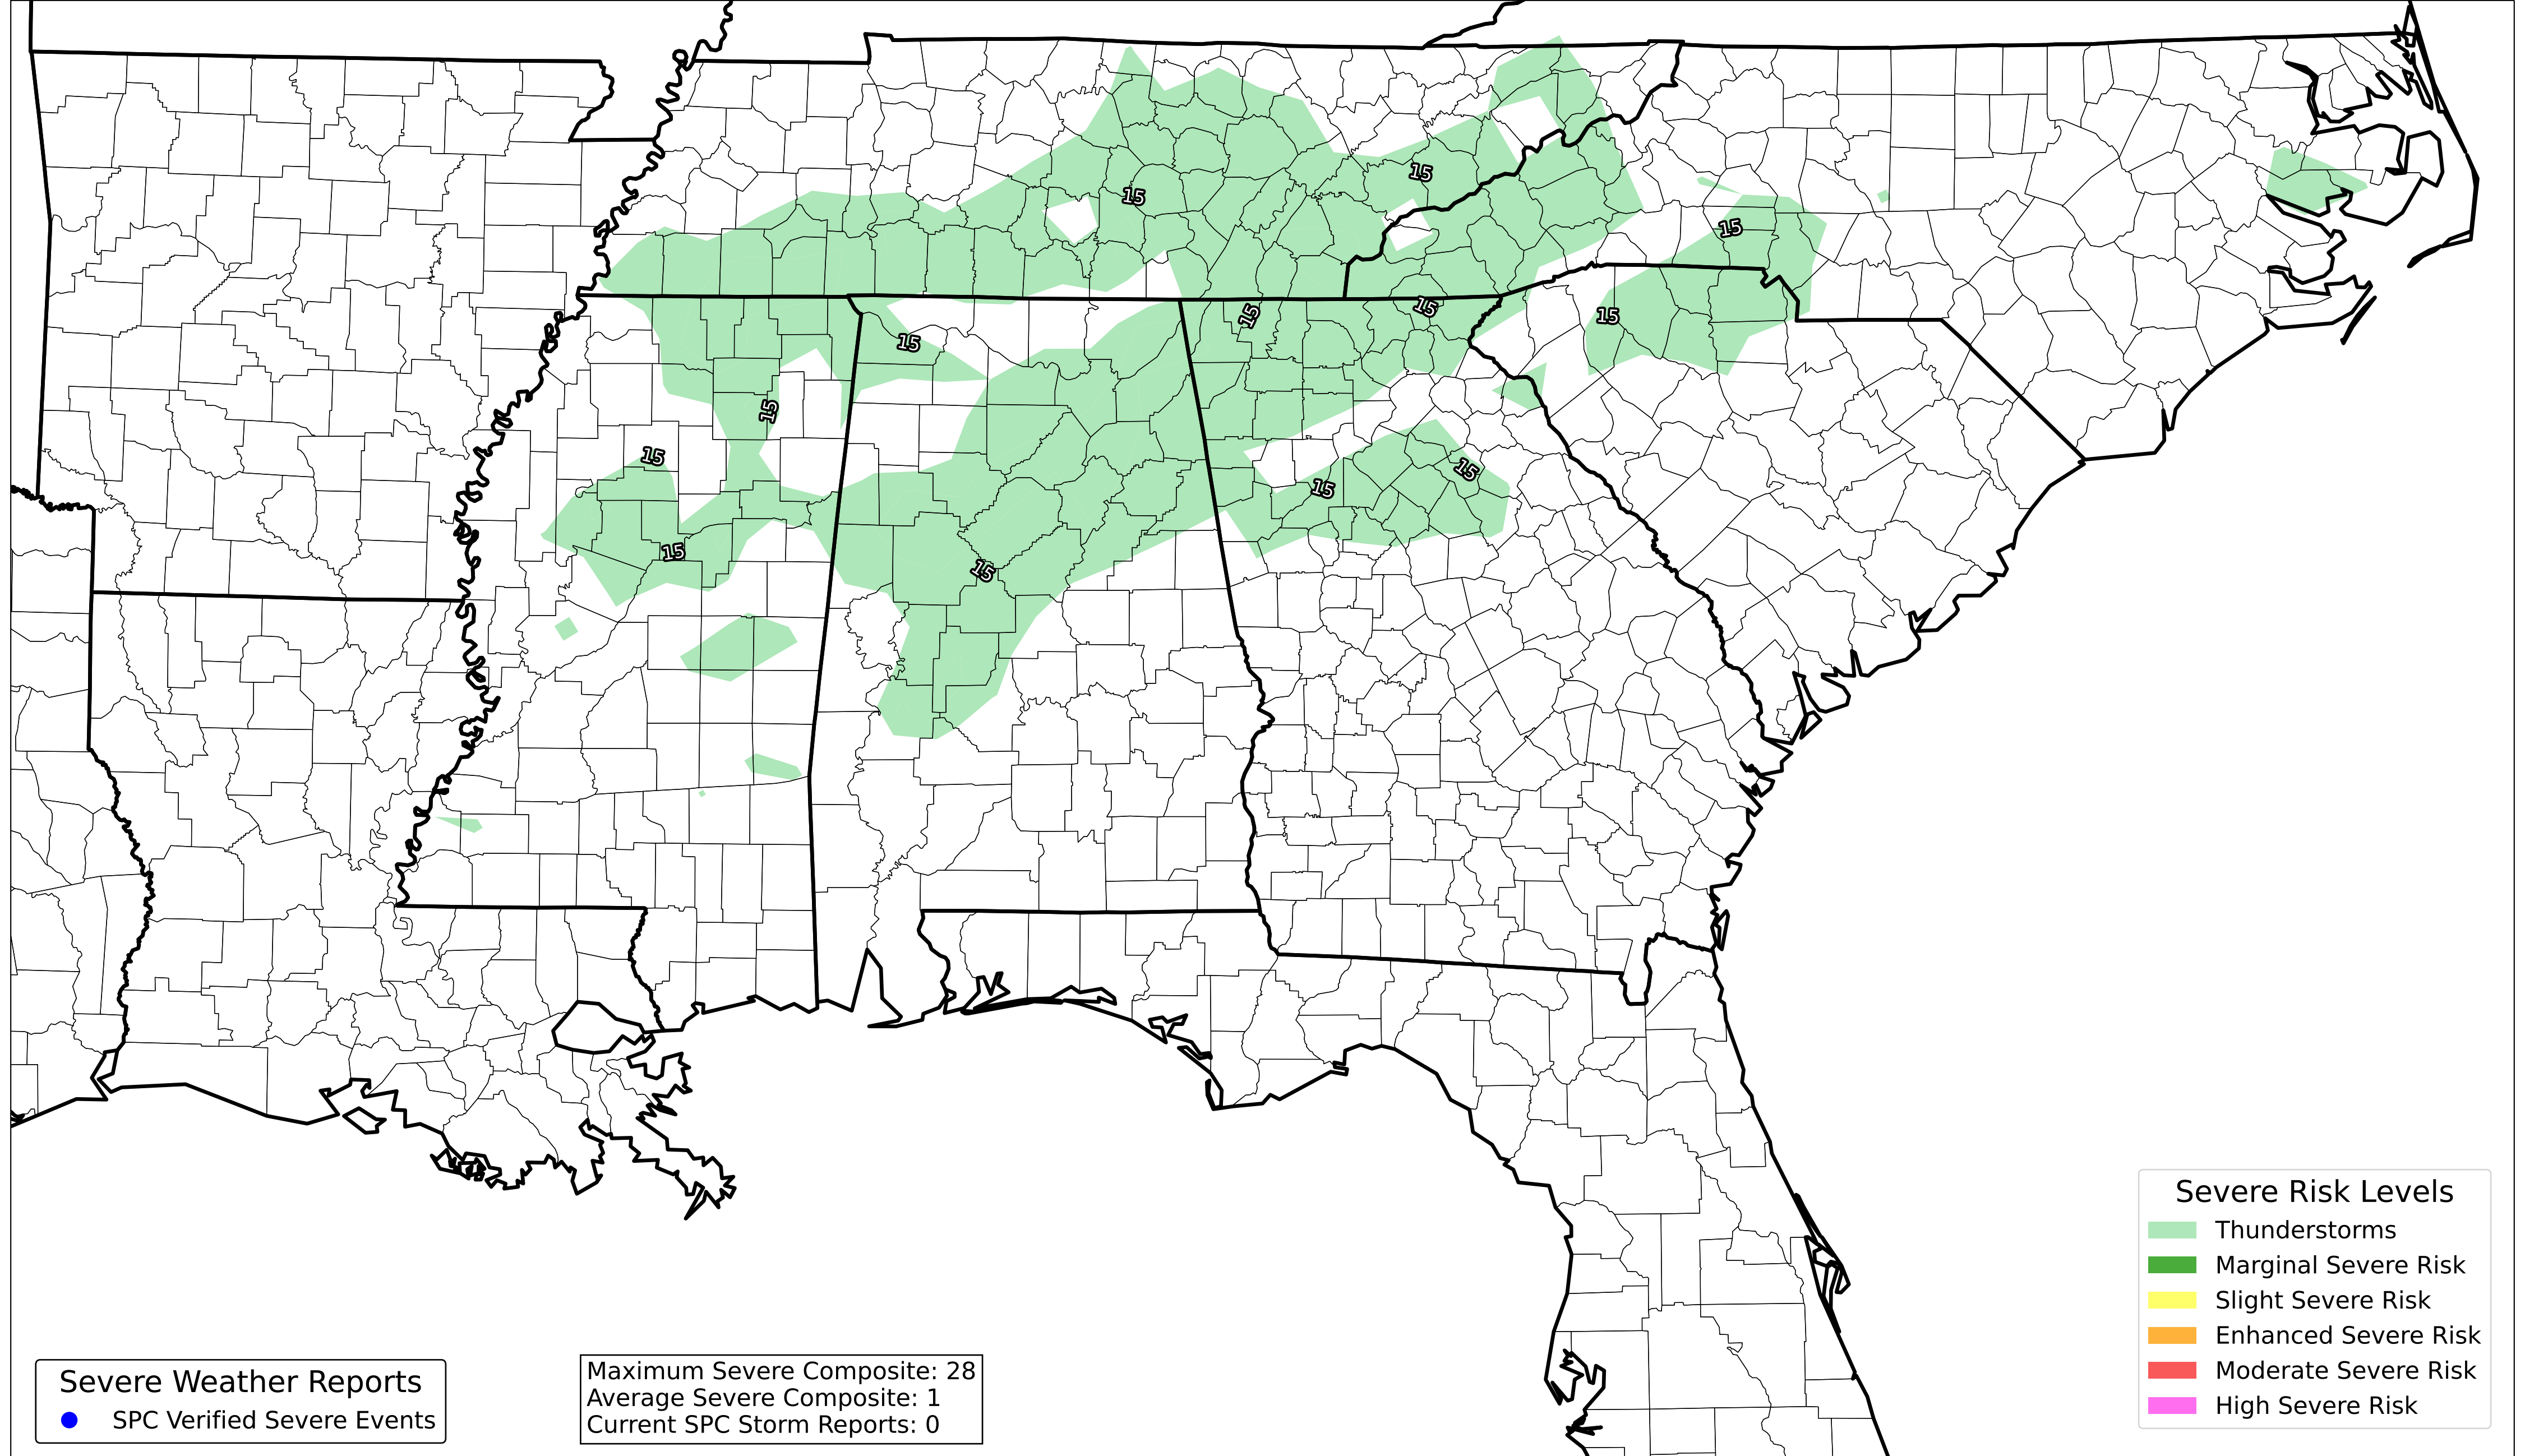 15
15
15
15
15
15
15
15
15
15
15
15
15
Severe Risk Levels
Thunderstorms
Marginal Severe Risk
Slight Severe Risk
Enhanced Severe Risk
Moderate Severe Risk
High Severe Risk
Severe Weather Reports
SPC Verified Severe Events
Maximum Severe Composite: 28
Average Severe Composite: 1
Current SPC Storm Reports: 0